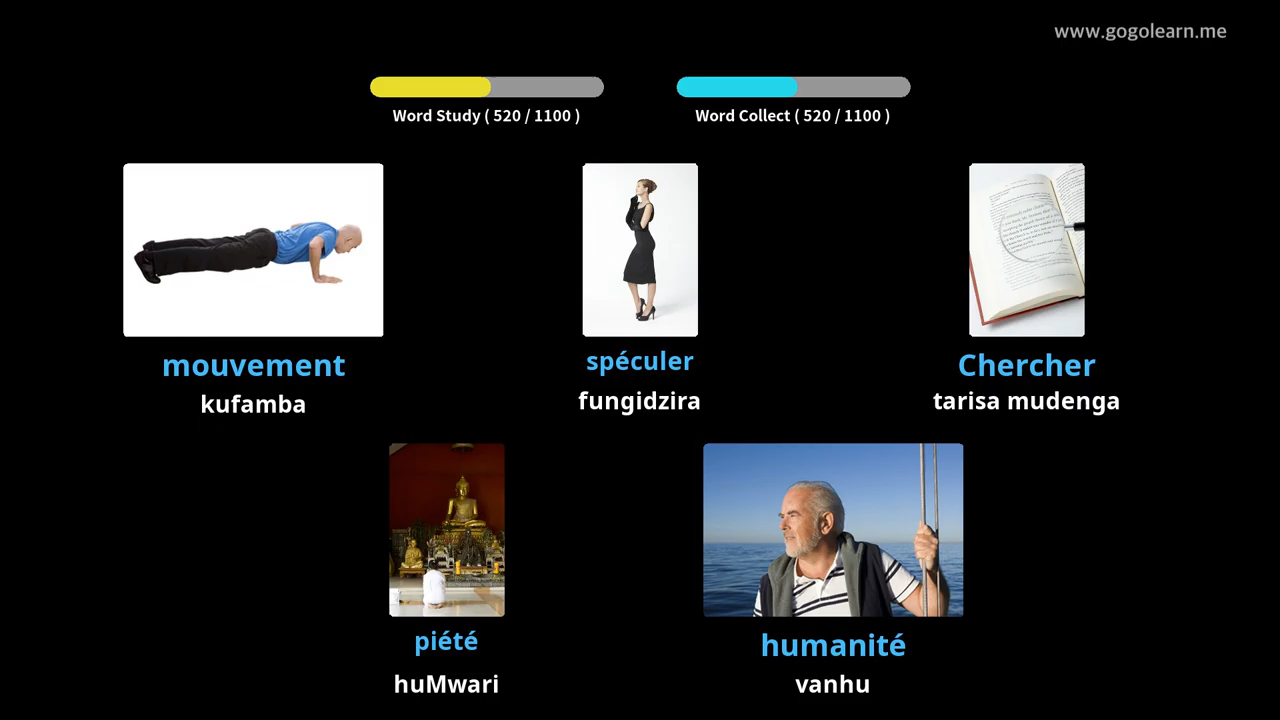 www.gogolearn.me
Word Study ( 520 / 1100 )
Word Collect ( 520 / 1100 )
mouvement
kufamba
spéculer
fungidzira
Chercher
tarisa mudenga
piété
huMwari
humanité
vanhu